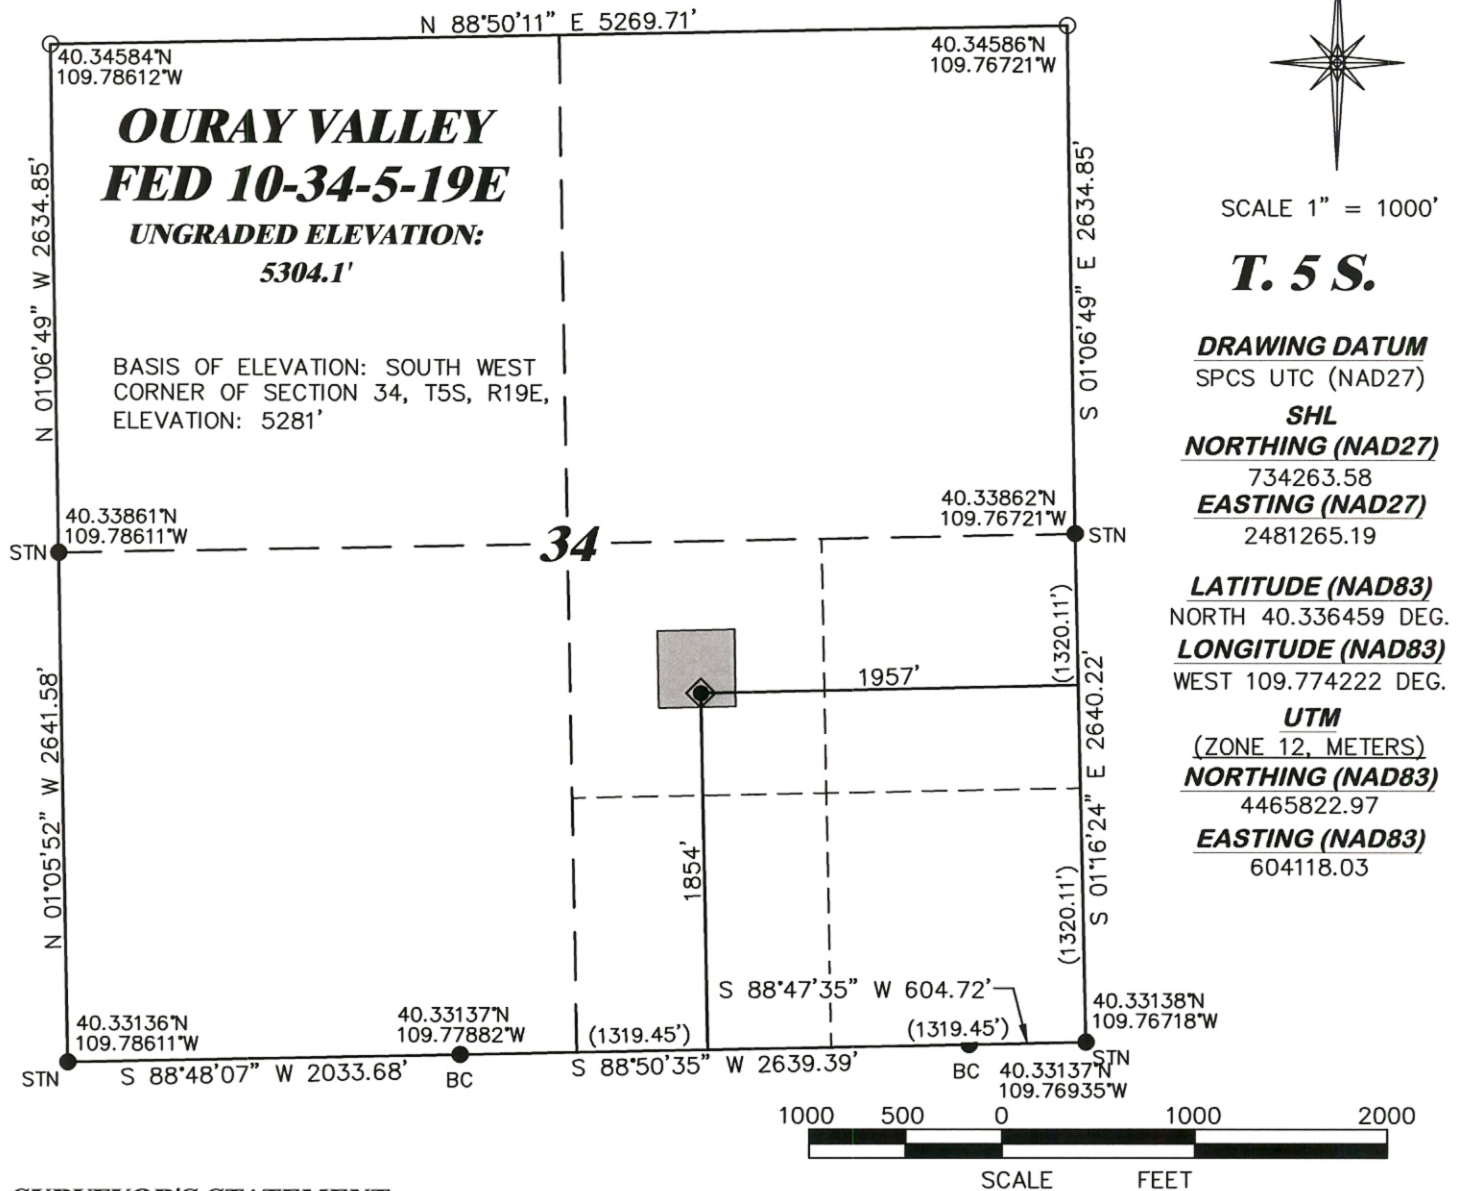 N 88°50'11" E 5269.71'
40.34584°N
109.78612°W
40.34586°N
109.76721°W
OURAY VALLEY
FED 10-34-5-19E
UNGRADED ELEVATION:
5304.1'
BASIS OF ELEVATION: SOUTH WEST
CORNER OF SECTION 34, T5S, R19E,
ELEVATION: 5281'
N 01°06'49" W 2634.85'
S 01°06'49" E 2634.85'
SCALE 1" = 1000'
T. 5 S.
DRAWING DATUM
SPCS UTC (NAD27)
SHL
NORTHING (NAD27)
734263.58
EASTING (NAD27)
2481265.19
LATITUDE (NAD83)
NORTH 40.336459 DEG.
LONGITUDE (NAD83)
WEST 109.774222 DEG.
UTM
(ZONE 12, METERS)
NORTHING (NAD83)
4465822.97
EASTING (NAD83)
604118.03
40.33861°N
109.78611°W
STN
34
40.33862°N
109.76721°W
STN
(1320.11')
1957'
N 01°05'52" W 2641.58'
S 01°16'24" E 2640.22'
1854'
(1320.11')
S 88°47'35" W 604.72'
40.33136°N
109.78611°W
STN
40.33137°N
109.77882°W
BC
(1319.45')
(1319.45')
40.33138°N
109.76718°W
STN
S 88°48'07" W 2033.68'
S 88°50'35" W 2639.39'
BC
40.33137°N
109.76935°W
1000 500 0 1000 2000
SCALE FEET
SURVEYOR'S STATEMENT